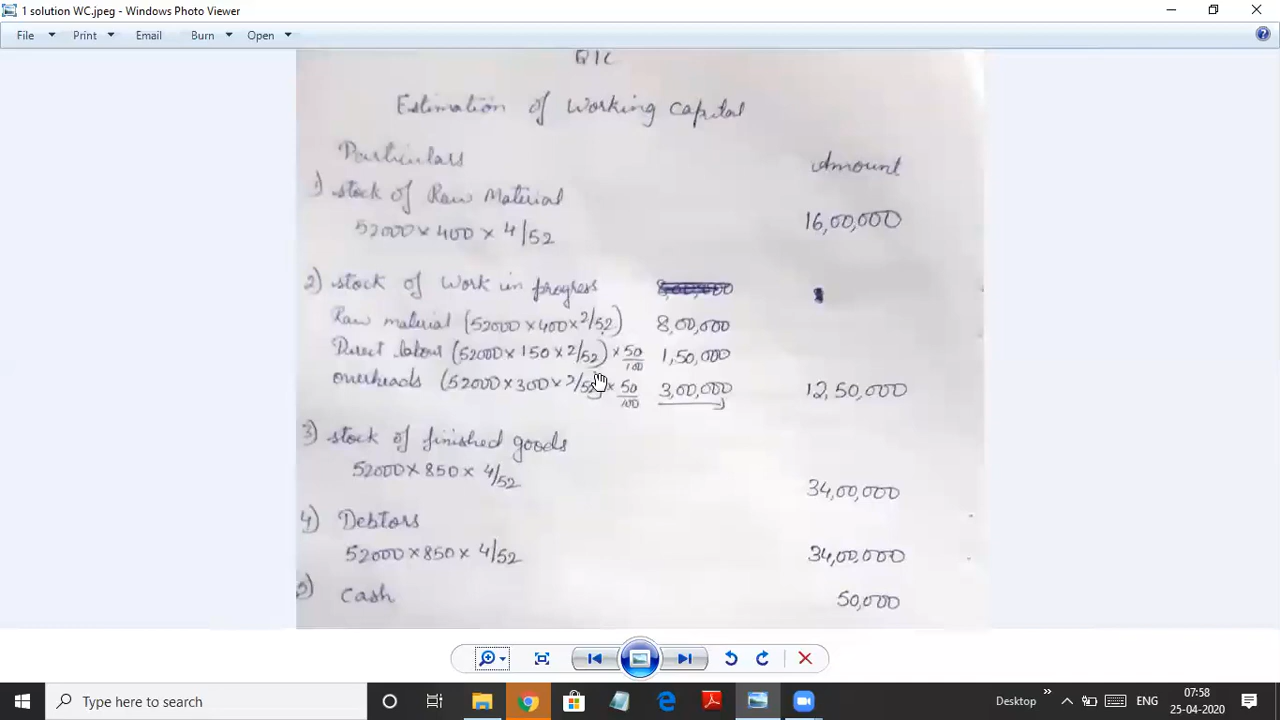 1 solution WC.jpeg - Windows Photo Viewer
File Print Email Burn Open
Q1C
Estimation of Working Capital
Particulars Amount
1) Stock of Raw Material
52000 × 400 × 4/52 16,00,000
2) Stock of Work in progress
Raw material (52000 × 400 × 2/52) 8,00,000
Direct labour (52000 × 150 × 2/52) × 50/100 1,50,000
overheads (52000 × 300 × 2/52) × 50/100 3,00,000 12,50,000
3) Stock of finished goods
52000 × 850 × 4/52 34,00,000
4) Debtors
52000 × 850 × 4/52 34,00,000
5) Cash 50,000
Type here to search
Desktop
ENG
07:58
25-04-2020